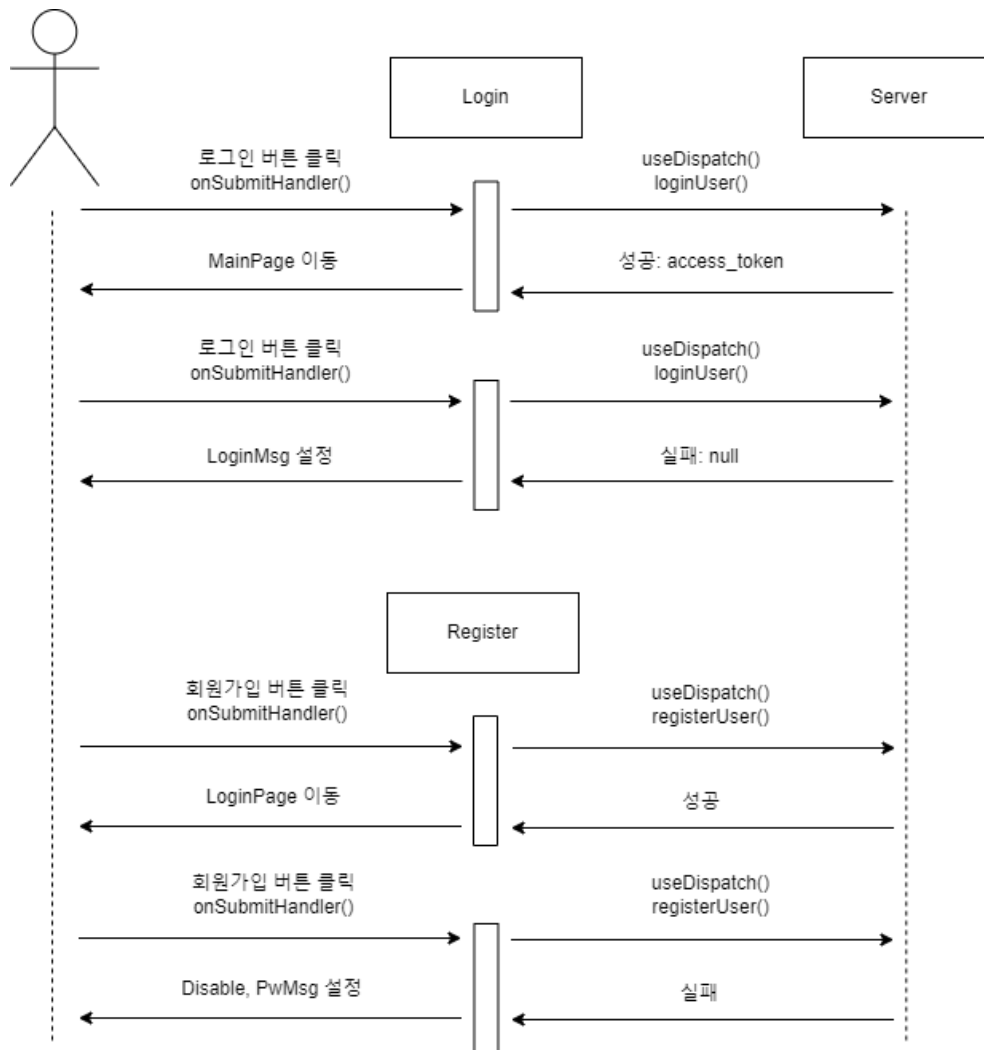 Login
Server
로그인 버튼 클릭
onSubmitHandler()
useDispatch()
loginUser()
MainPage 이동
성공: access_token
로그인 버튼 클릭
onSubmitHandler()
useDispatch()
loginUser()
LoginMsg 설정
실패: null
Register
회원가입 버튼 클릭
onSubmitHandler()
useDispatch()
registerUser()
LoginPage 이동
성공
회원가입 버튼 클릭
onSubmitHandler()
useDispatch()
registerUser()
Disable, PwMsg 설정
실패